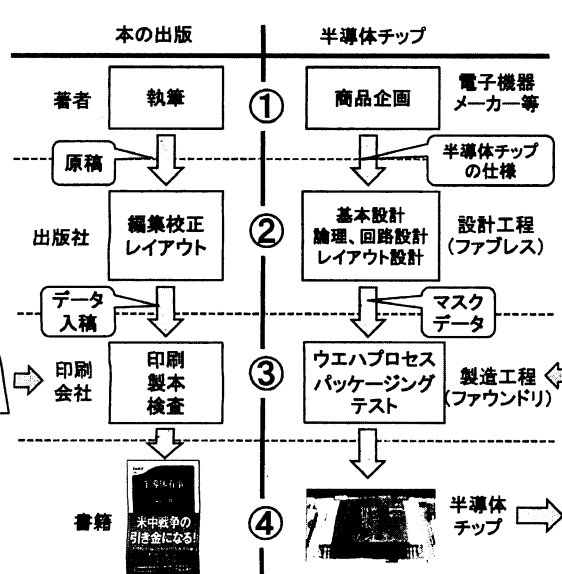 本の出版
半導体チップ
著者
執筆
①
商品企画
電子機器
メーカー等
原稿
半導体チップ
の仕様
出版社
編集校正
レイアウト
②
基本設計
論理、回路設計
レイアウト設計
設計工程
(ファブレス)
データ
入稿
マスク
データ
印刷
会社
印刷
製本
検査
③
ウエハプロセス
パッケージング
テスト
製造工程
(ファウンドリ)
書籍
半導体有事
米中戦争の
引き金になる!
④
半導体
チップ